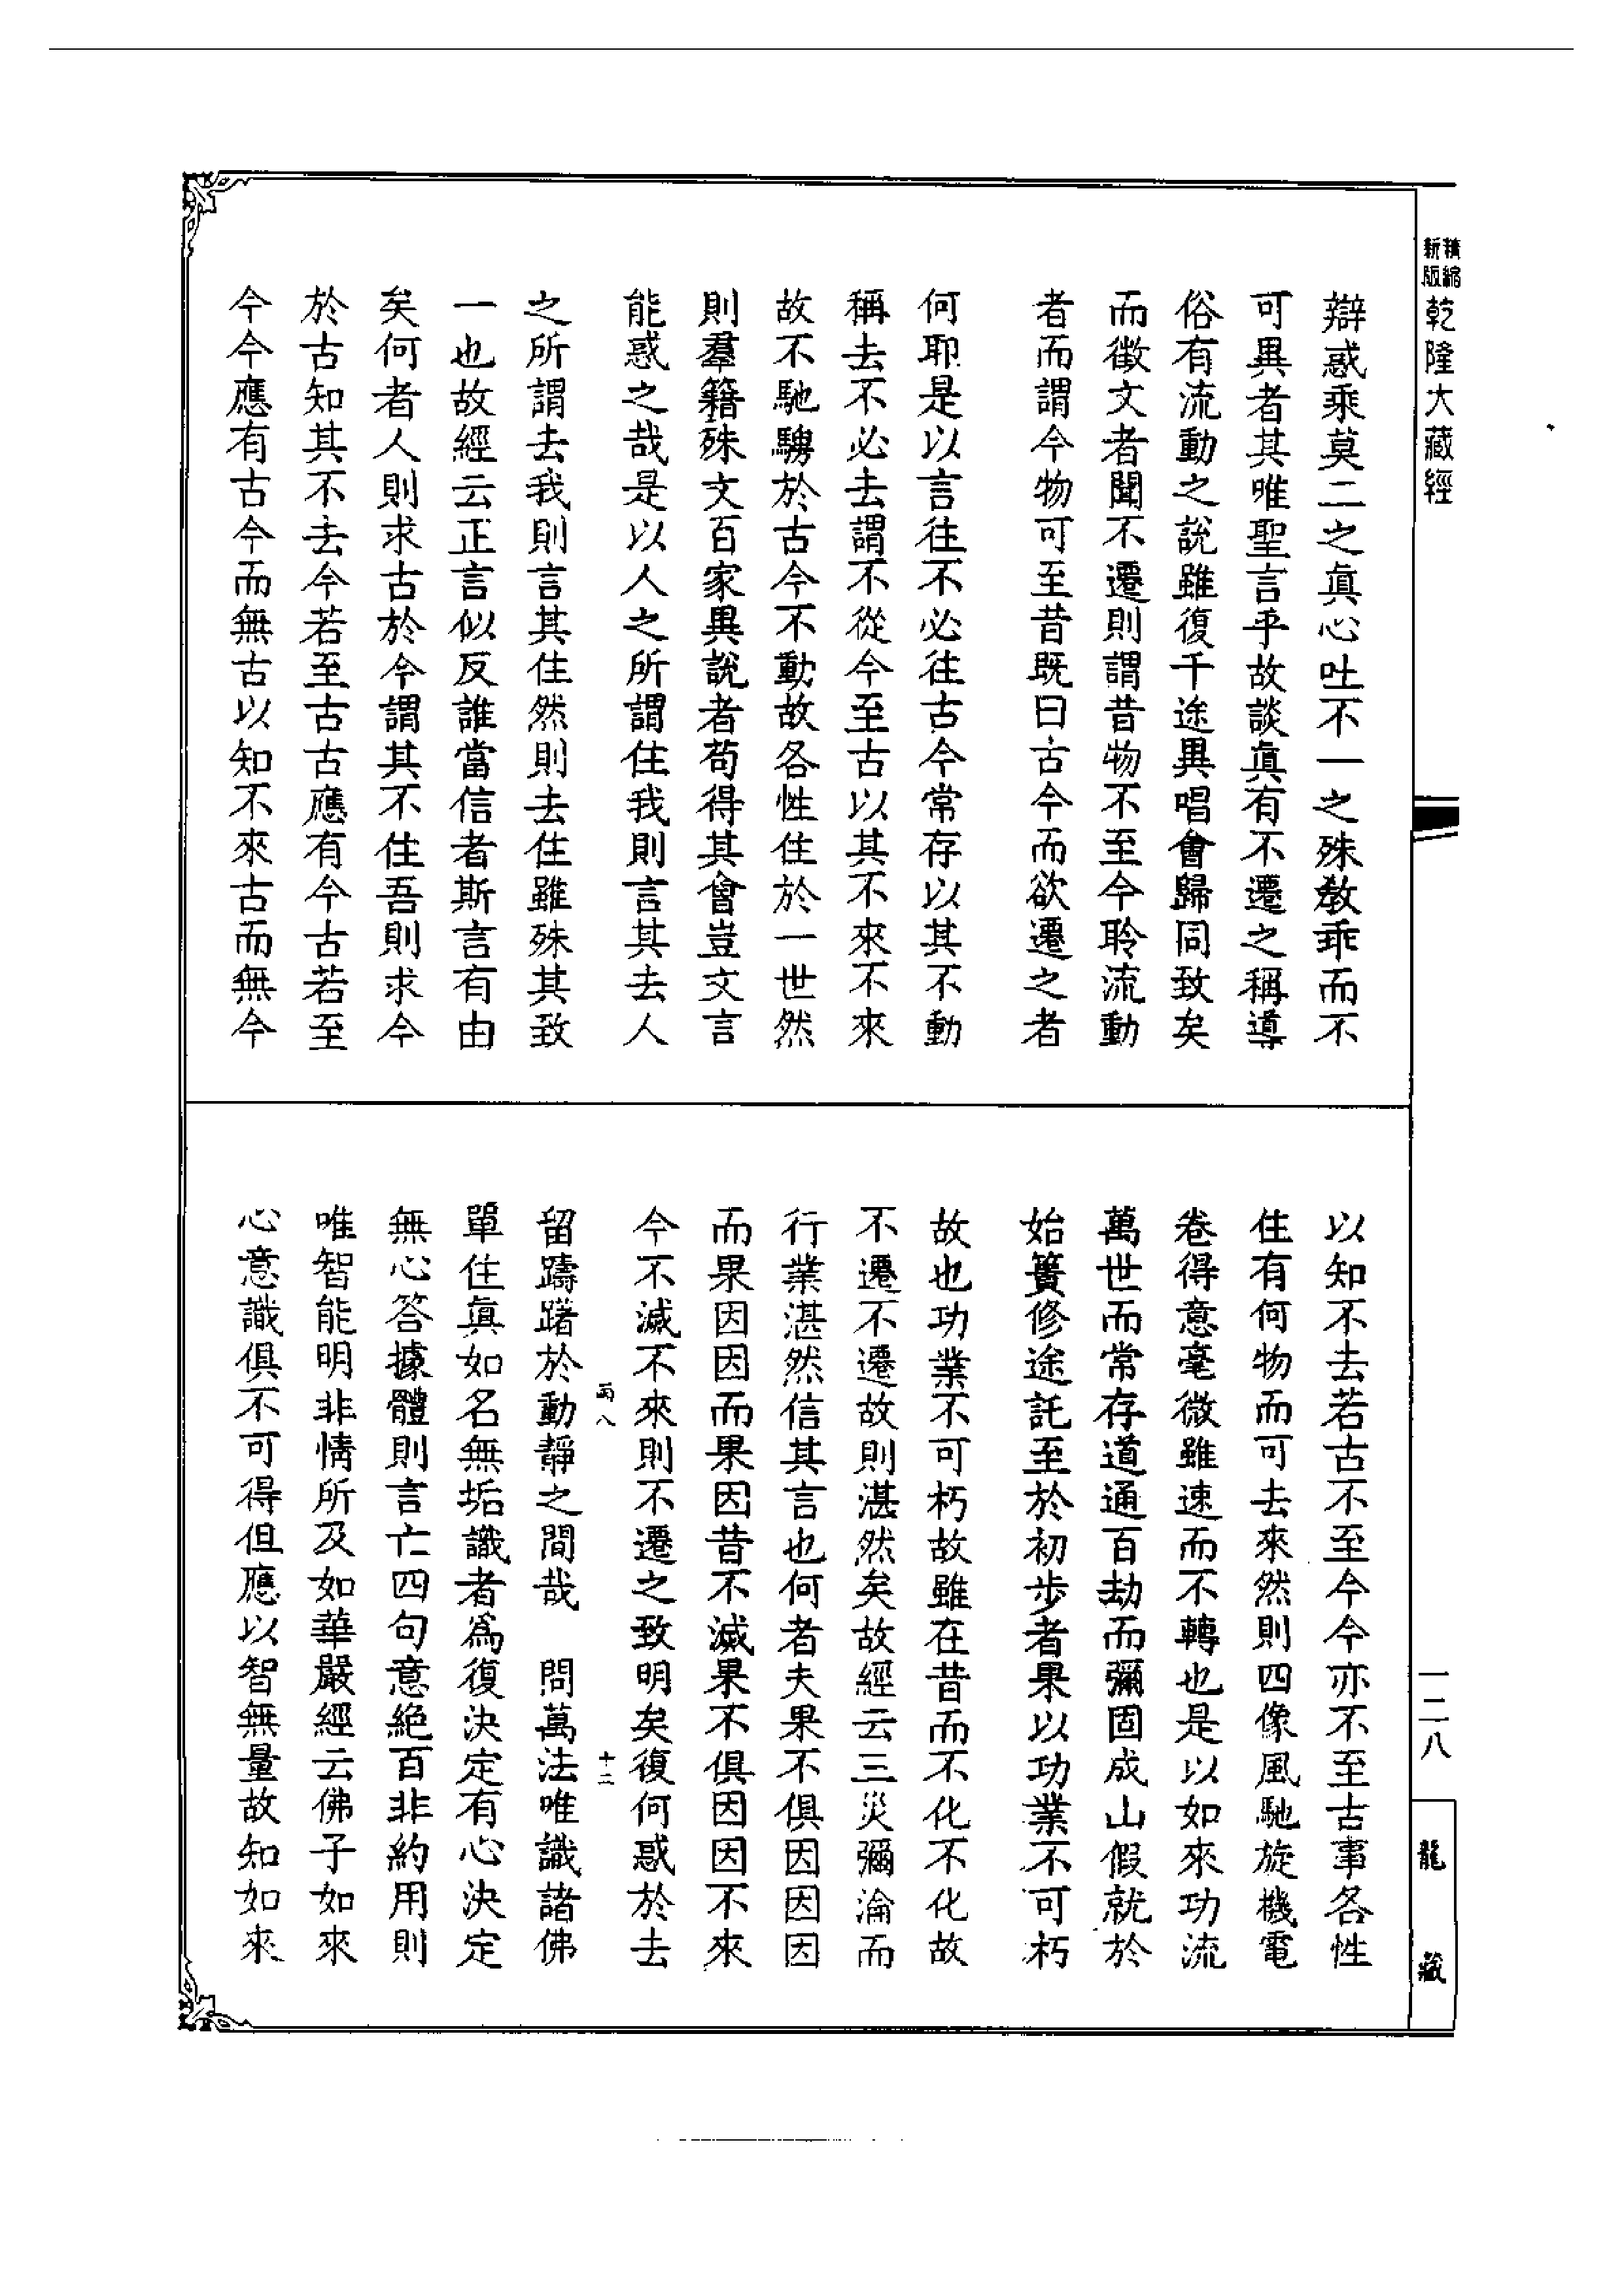 精縮
新版
乾隆大藏經
辯惑乘莫二之眞心吐不一之殊教乖而不
可異者其唯聖言乎故談眞有不遷之稱導
俗有流動之說雖復千途異唱會歸同致矣
而徵文者聞不遷則謂昔物不至今聆流動
者而謂今物可至昔既曰古今而欲遷之者
何耶是以言往不必往古今常存以其不動
稱去不必去謂不從今至古以其不來不來
故不馳騁於古今不動故各性住於一世然
則羣籍殊文百家異說者苟得其會豈文言
能惑之哉是以人之所謂住我則言其去人
之所謂去我則言其住然則去住雖殊其致
一也故經云正言似反誰當信者斯言有由
矣何者人則求古於今謂其不住吾則求今
於古知其不去今若至古古應有今古若至
今今應有古今而無古以知不來古而無今
以知不去若古不至今今亦不至古事各性
住有何物而可去來然則四像風馳旋機電
卷得意毫微雖速而不轉也是以如來功流
萬世而常存道通百劫而彌固成山假就於
始簣修途託至於初步者果以功業不可朽
故也功業不可朽故雖在昔而不化不化故
不遷不遷故則湛然矣故經云三災彌淪而
行業湛然信其言也何者夫果不俱因因因
而果因因而果因昔不滅果不俱因因不來
今不滅不來則不遷之致明矣復何惑於去
兩八
十二
留躊躇於動靜之間哉　問萬法唯識諸佛
單住眞如名無垢識者爲復決定有心決定
無心答據體則言亡四句意絶百非約用則
唯智能明非情所及如華嚴經云佛子如來
心意識俱不可得但應以智無量故知如來
一二八
龍藏